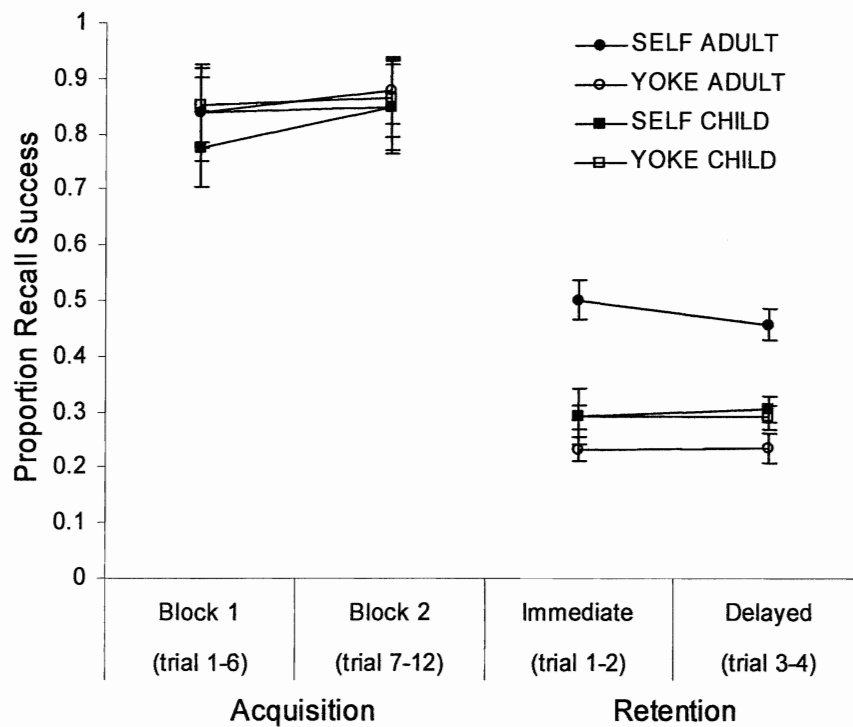 Proportion Recall Success
1
0.9
0.8
0.7
0.6
0.5
0.4
0.3
0.2
0.1
0
SELF ADULT
YOKE ADULT
SELF CHILD
YOKE CHILD
Block 1
(trial 1-6)
Block 2
(trial 7-12)
Immediate
(trial 1-2)
Delayed
(trial 3-4)
Acquisition
Retention